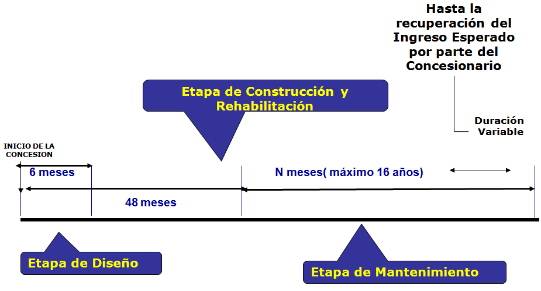 Hasta la
recuperación del
Ingreso Esperado
por parte del
Concesionario
Etapa de Construcción y
Rehabilitación
Duración
Variable
INICIO DE LA
CONCESION
6 meses
N meses( máximo 16 años)
48 meses
Etapa de Diseño
Etapa de Mantenimiento